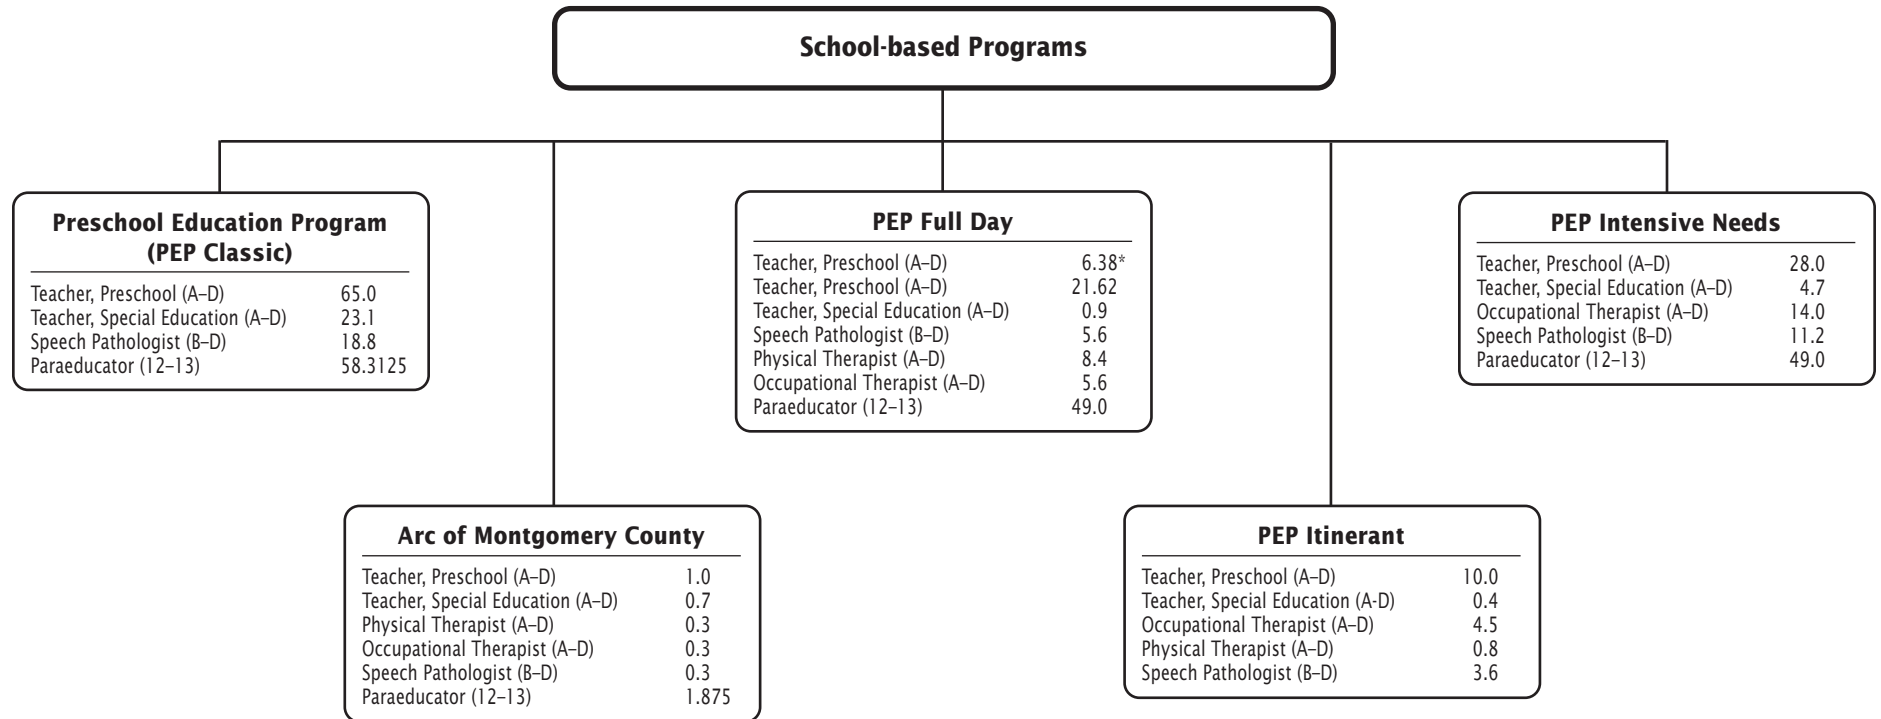 School-based Programs
Preschool Education Program
(PEP Classic)
Teacher, Preschool (A–D) 65.0
Teacher, Special Education (A–D) 23.1
Speech Pathologist (B–D) 18.8
Paraeducator (12–13) 58.3125
PEP Full Day
Teacher, Preschool (A–D) 6.38*
Teacher, Preschool (A–D) 21.62
Teacher, Special Education (A–D) 0.9
Speech Pathologist (B–D) 5.6
Physical Therapist (A–D) 8.4
Occupational Therapist (A–D) 5.6
Paraeducator (12–13) 49.0
PEP Intensive Needs
Teacher, Preschool (A–D) 28.0
Teacher, Special Education (A–D) 4.7
Occupational Therapist (A–D) 14.0
Speech Pathologist (B–D) 11.2
Paraeducator (12–13) 49.0
Arc of Montgomery County
Teacher, Preschool (A–D) 1.0
Teacher, Special Education (A–D) 0.7
Physical Therapist (A–D) 0.3
Occupational Therapist (A–D) 0.3
Speech Pathologist (B–D) 0.3
Paraeducator (12–13) 1.875
PEP Itinerant
Teacher, Preschool (A–D) 10.0
Teacher, Special Education (A-D) 0.4
Occupational Therapist (A–D) 4.5
Physical Therapist (A–D) 0.8
Speech Pathologist (B–D) 3.6